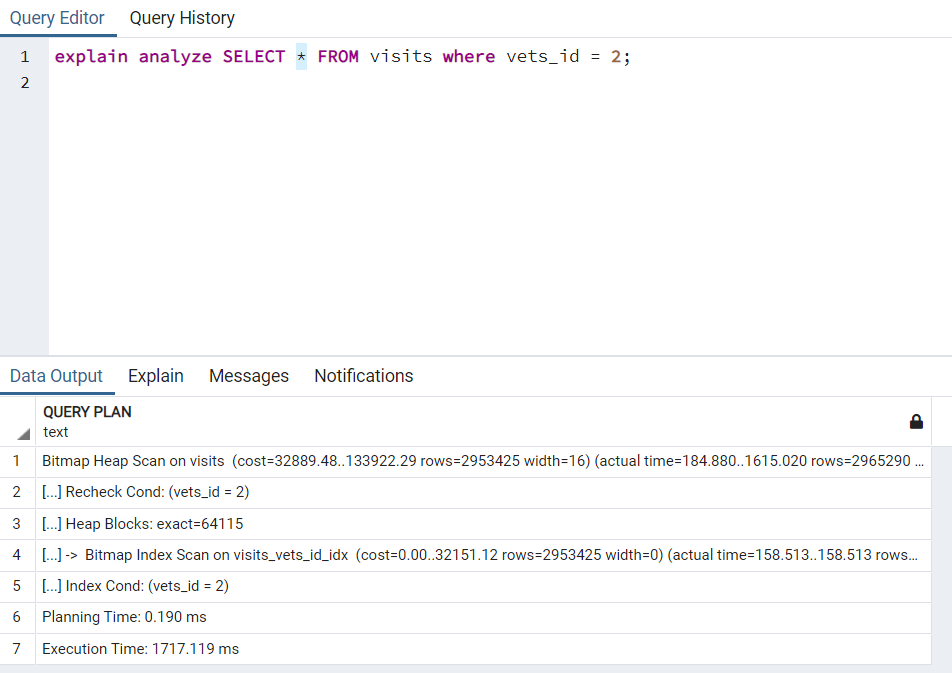 Query Editor Query History
1 explain analyze SELECT * FROM visits where vets_id = 2;
2
Data Output Explain Messages Notifications
QUERY PLAN
text
1 Bitmap Heap Scan on visits (cost=32889.48..133922.29 rows=2953425 width=16) (actual time=184.880..1615.020 rows=2965290 ...
2 [...] Recheck Cond: (vets_id = 2)
3 [...] Heap Blocks: exact=64115
4 [...] -> Bitmap Index Scan on visits_vets_id_idx (cost=0.00..32151.12 rows=2953425 width=0) (actual time=158.513..158.513 rows...
5 [...] Index Cond: (vets_id = 2)
6 Planning Time: 0.190 ms
7 Execution Time: 1717.119 ms